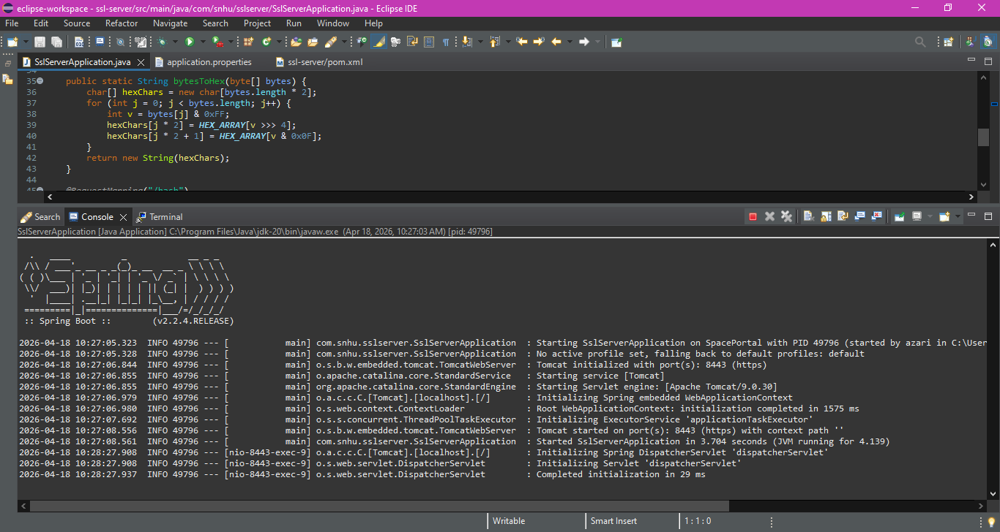 eclipse-workspace - ssl-server/src/main/java/com/snhu/sslserver/SslServerApplication.java - Eclipse IDE
File Edit Source Refactor Navigate Search Project Run Window Help
SslServerApplication.java application.properties ssl-server/pom.xml
34
35 public static String bytesToHex(byte[] bytes) {
36 char[] hexChars = new char[bytes.length * 2];
37 for (int j = 0; j < bytes.length; j++) {
38 int v = bytes[j] & 0xFF;
39 hexChars[j * 2] = HEX_ARRAY[v >>> 4];
40 hexChars[j * 2 + 1] = HEX_ARRAY[v & 0x0F];
41 }
42 return new String(hexChars);
43 }
44
45 @RequestMapping("/hash")
Search Console Terminal
SslServerApplication [Java Application] C:\Program Files\Java\jdk-20\bin\javaw.exe (Apr 18, 2026, 10:27:03 AM) [pid: 49796]
  .   ____          _            __ _ _
 /\\ / ___'_ __ _ _(_)_ __  __ _ \ \ \ \
( ( )\___ | '_ | '_| | '_ \/ _` | \ \ \ \
 \\/  ___)| |_)| | | | | || (_| |  ) ) ) )
  '  |____| .__|_| |_|_| |_\__, | / / / /
 =========|_|==============|___/=/_/_/_/
 :: Spring Boot ::        (v2.2.4.RELEASE)
2026-04-18 10:27:05.323  INFO 49796 --- [           main] com.snhu.sslserver.SslServerApplication  : Starting SslServerApplication on SpacePortal with PID 49796 (started by azari in C:\User
2026-04-18 10:27:05.328  INFO 49796 --- [           main] com.snhu.sslserver.SslServerApplication  : No active profile set, falling back to default profiles: default
2026-04-18 10:27:06.844  INFO 49796 --- [           main] o.s.b.w.embedded.tomcat.TomcatWebServer  : Tomcat initialized with port(s): 8443 (https)
2026-04-18 10:27:06.855  INFO 49796 --- [           main] o.apache.catalina.core.StandardService   : Starting service [Tomcat]
2026-04-18 10:27:06.855  INFO 49796 --- [           main] org.apache.catalina.core.StandardEngine  : Starting Servlet engine: [Apache Tomcat/9.0.30]
2026-04-18 10:27:06.979  INFO 49796 --- [           main] o.a.c.c.C.[Tomcat].[localhost].[/]       : Initializing Spring embedded WebApplicationContext
2026-04-18 10:27:06.980  INFO 49796 --- [           main] o.s.web.context.ContextLoader            : Root WebApplicationContext: initialization completed in 1575 ms
2026-04-18 10:27:07.692  INFO 49796 --- [           main] o.s.s.concurrent.ThreadPoolTaskExecutor  : Initializing ExecutorService 'applicationTaskExecutor'
2026-04-18 10:27:08.556  INFO 49796 --- [           main] o.s.b.w.embedded.tomcat.TomcatWebServer  : Tomcat started on port(s): 8443 (https) with context path ''
2026-04-18 10:27:08.561  INFO 49796 --- [           main] com.snhu.sslserver.SslServerApplication  : Started SslServerApplication in 3.704 seconds (JVM running for 4.139)
2026-04-18 10:28:27.908  INFO 49796 --- [nio-8443-exec-9] o.a.c.c.C.[Tomcat].[localhost].[/]       : Initializing Spring DispatcherServlet 'dispatcherServlet'
2026-04-18 10:28:27.908  INFO 49796 --- [nio-8443-exec-9] o.s.web.servlet.DispatcherServlet        : Initializing Servlet 'dispatcherServlet'
2026-04-18 10:28:27.937  INFO 49796 --- [nio-8443-exec-9] o.s.web.servlet.DispatcherServlet        : Completed initialization in 29 ms
Writable Smart Insert 1 : 1 : 0